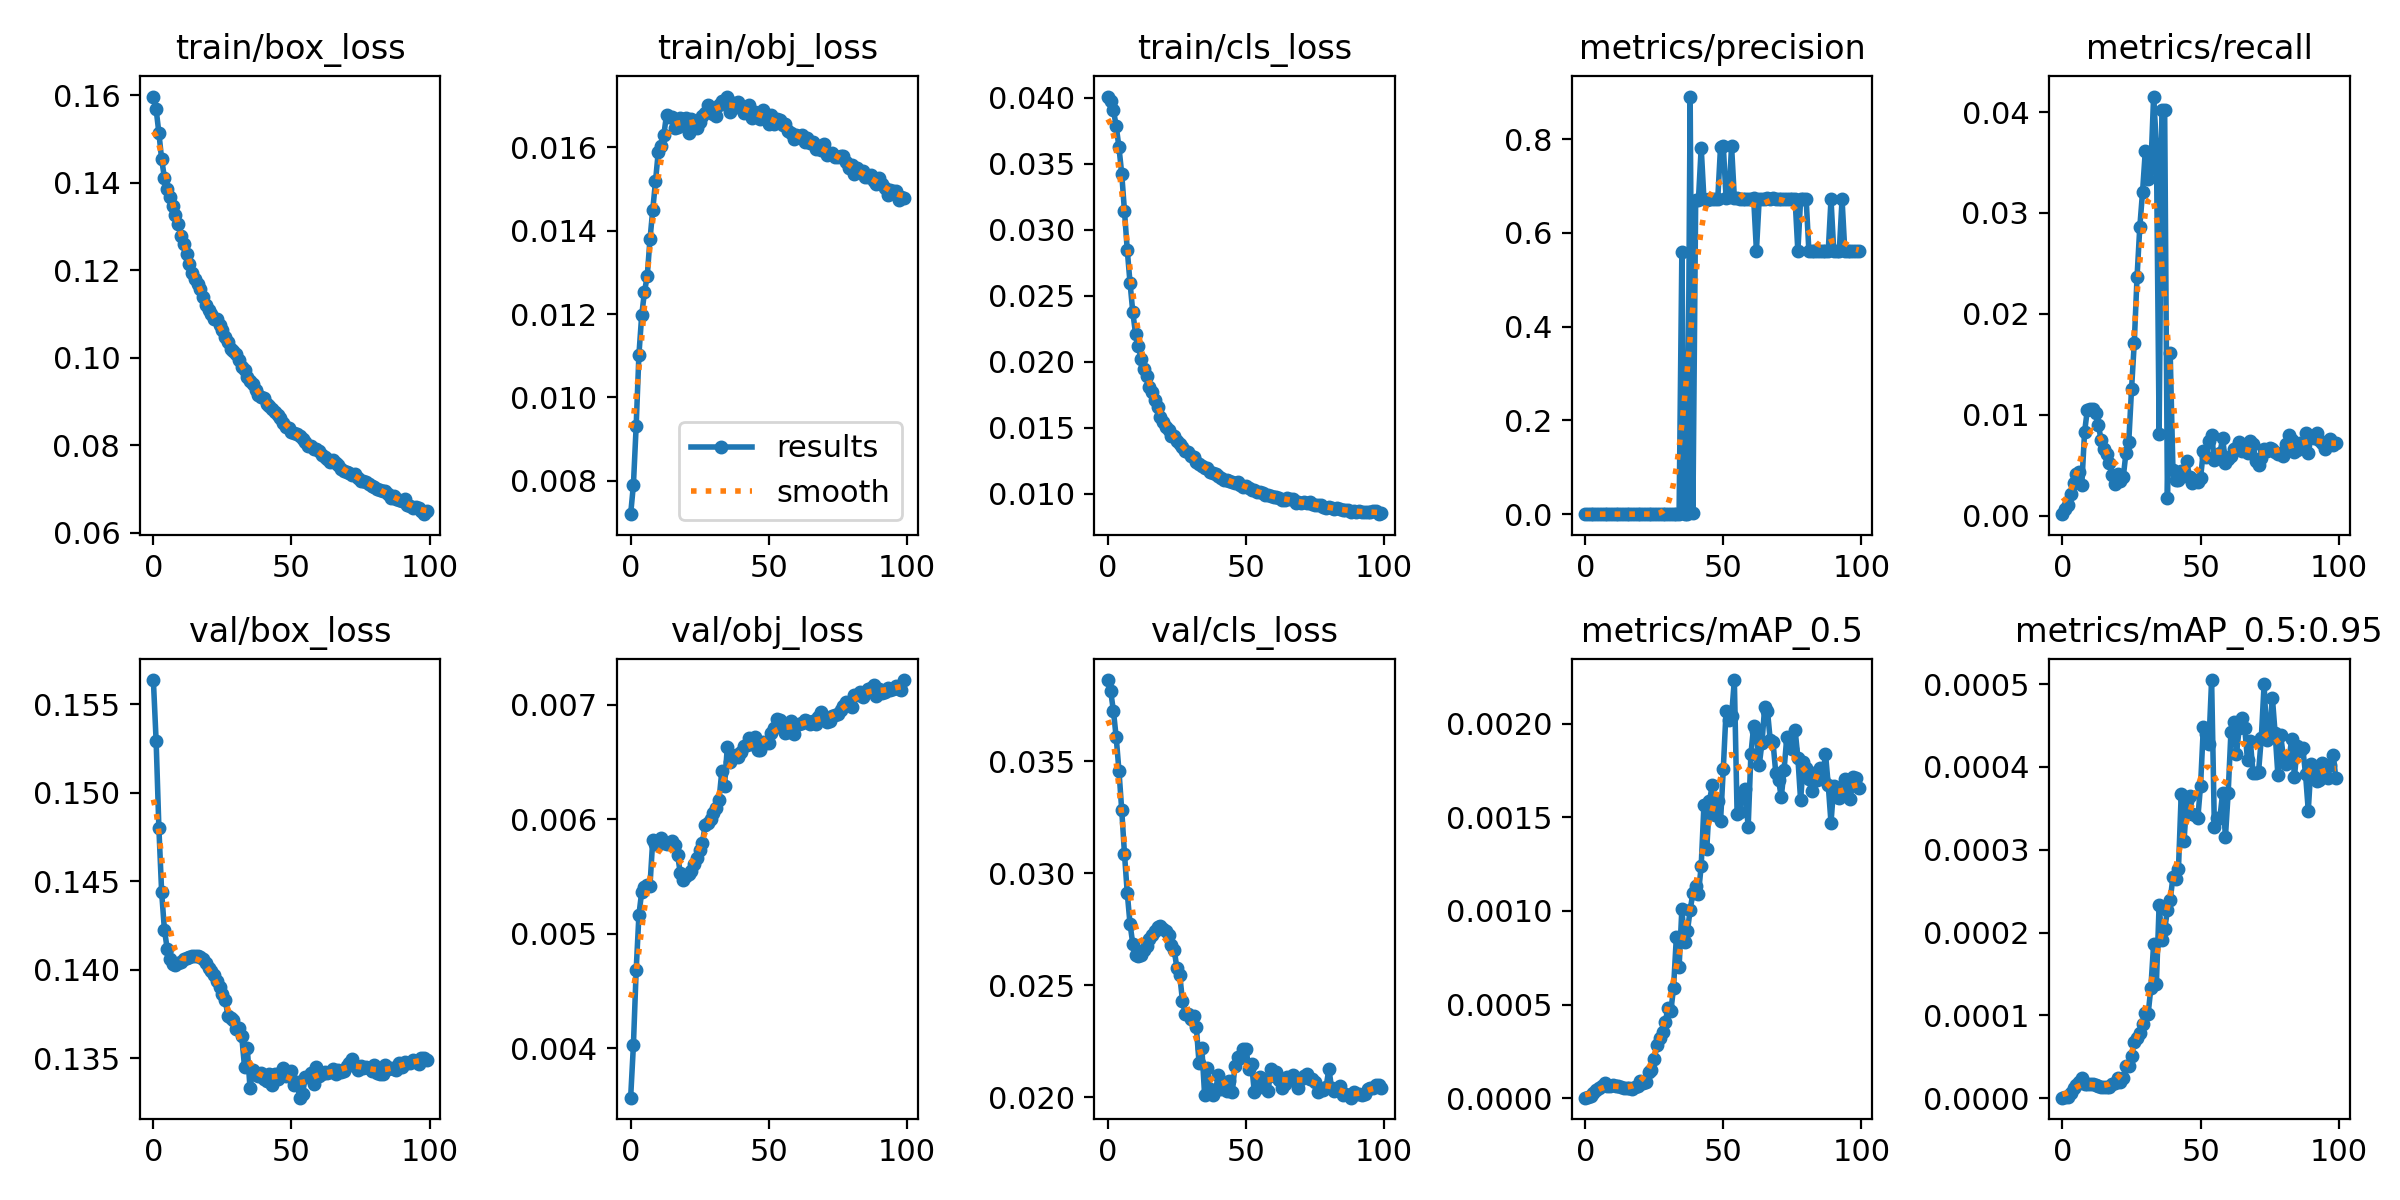 train/box_loss
0.16
0.14
0.12
0.10
0.08
0.06
0 50 100
train/obj_loss
0.016
0.014
0.012
0.010
0.008
results
smooth
0 50 100
train/cls_loss
0.040
0.035
0.030
0.025
0.020
0.015
0.010
0 50 100
metrics/precision
0.8
0.6
0.4
0.2
0.0
0 50 100
metrics/recall
0.04
0.03
0.02
0.01
0.00
0 50 100
val/box_loss
0.155
0.150
0.145
0.140
0.135
0 50 100
val/obj_loss
0.007
0.006
0.005
0.004
0 50 100
val/cls_loss
0.035
0.030
0.025
0.020
0 50 100
metrics/mAP_0.5
0.0020
0.0015
0.0010
0.0005
0.0000
0 50 100
metrics/mAP_0.5:0.95
0.0005
0.0004
0.0003
0.0002
0.0001
0.0000
0 50 100